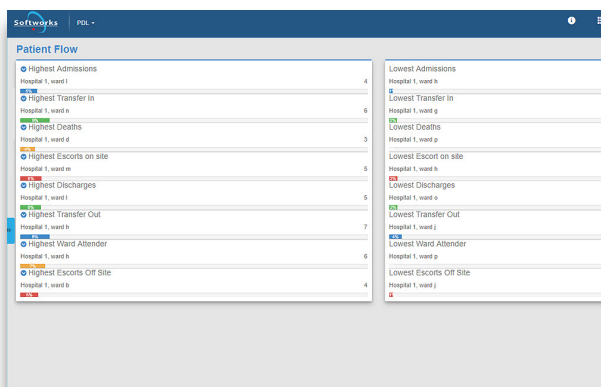 Softworks
PDL
Patient Flow
Highest Admissions
Hospital 1, ward l 4
Highest Transfer In
Hospital 1, ward n 6
8%
Highest Deaths
Hospital 1, ward d 3
Highest Escorts on site
Hospital 1, ward m 5
Highest Discharges
Hospital 1, ward l 5
Highest Transfer Out
Hospital 1, ward h 7
Highest Ward Attender
Hospital 1, ward h 6
Highest Escorts Off Site
Hospital 1, ward b 4
Lowest Admissions
Hospital 1, ward h
Lowest Transfer In
Hospital 1, ward g
2%
Lowest Deaths
Hospital 1, ward p
Lowest Escort on site
Hospital 1, ward h
2%
Lowest Discharges
Hospital 1, ward o
2%
Lowest Transfer Out
Hospital 1, ward j
Lowest Ward Attender
Hospital 1, ward p
Lowest Escorts Off Site
Hospital 1, ward j